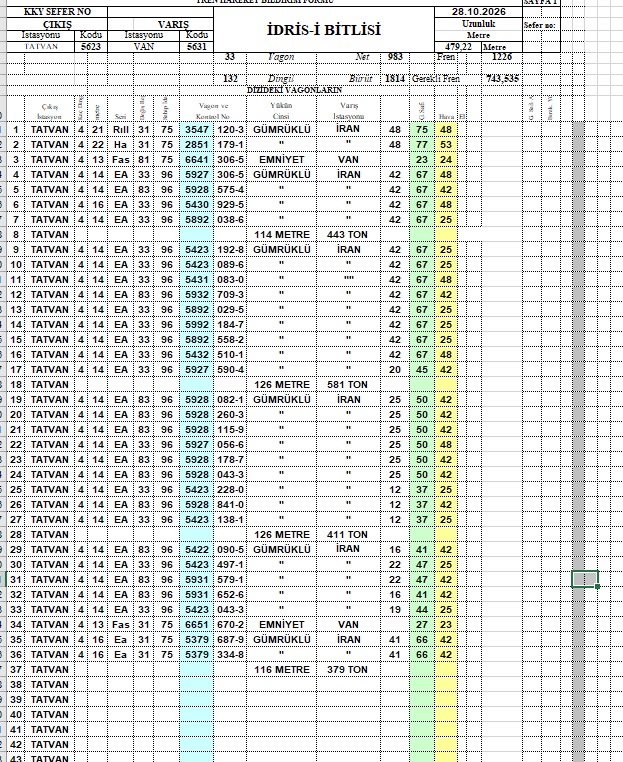 TREN HAREKET BİLDİRİSİ FORMU
SAYFA 1
KKY SEFER NO
28.10.2026
ÇIKIŞ VARIŞ İDRİS-İ BİTLİSİ Uzunluk Sefer no:
İstasyonu Kodu İstasyonu Kodu Metre
TATVAN 5623 VAN 5631 479,22 Metre
33 Vagon Net 983 Fren 1226
132 Dingil Bürüt 1814 Gerekli Fren 743,535
DİZİDEKİ VAGONLARIN
Çıkış İstasyon Seri Vagon ve Kontrol No Yükün Cinsi Varış İstasyonu Hava El
1 TATVAN 4 21 Rıll 31 75 3547 120-3 GÜMRÜKLÜ İRAN 48 75 48
2 TATVAN 4 22 Ha 31 75 2851 179-1 " " 48 77 53
3 TATVAN 4 13 Fas 81 75 6641 306-5 EMNİYET VAN 23 24
4 TATVAN 4 14 EA 33 96 5927 306-5 GÜMRÜKLÜ İRAN 42 67 48
5 TATVAN 4 14 EA 83 96 5928 575-4 " " 42 67 42
6 TATVAN 4 16 EA 33 96 5430 929-5 " " 42 67 48
7 TATVAN 4 14 EA 33 96 5892 038-6 " " 42 67 25
8 TATVAN 114 METRE 443 TON
9 TATVAN 4 14 EA 33 96 5423 192-8 GÜMRÜKLÜ İRAN 42 67 25
10 TATVAN 4 14 EA 33 96 5423 089-6 " " 42 67 25
11 TATVAN 4 14 EA 33 96 5431 083-0 " "" 42 67 48
12 TATVAN 4 14 EA 83 96 5932 709-3 " " 42 67 42
13 TATVAN 4 14 EA 33 96 5892 029-5 " " 42 67 25
14 TATVAN 4 14 EA 33 96 5992 184-7 " " 42 67 25
15 TATVAN 4 14 EA 33 96 5892 558-2 " " 42 67 25
16 TATVAN 4 14 EA 33 96 5432 510-1 " " 42 67 48
17 TATVAN 4 14 EA 33 96 5927 590-4 " " 20 45 42
18 TATVAN 126 METRE 581 TON
19 TATVAN 4 14 EA 83 96 5928 082-1 GÜMRÜKLÜ İRAN 25 50 42
20 TATVAN 4 14 EA 83 96 5928 260-3 " " 25 50 42
21 TATVAN 4 14 EA 83 96 5928 115-9 " " 25 50 42
22 TATVAN 4 14 EA 33 96 5927 056-6 " " 25 50 48
23 TATVAN 4 14 EA 83 96 5928 178-7 " " 25 50 42
24 TATVAN 4 14 EA 83 96 5928 043-3 " " 25 50 42
25 TATVAN 4 14 EA 33 96 5423 228-0 " " 12 37 25
26 TATVAN 4 14 EA 83 96 5928 841-0 " " 12 37 42
27 TATVAN 4 14 EA 33 96 5423 138-1 " " 12 37 25
28 TATVAN 126 METRE 411 TON
29 TATVAN 4 14 EA 83 96 5422 090-5 GÜMRÜKLÜ İRAN 16 41 42
30 TATVAN 4 14 EA 33 96 5423 497-1 " " 22 47 25
31 TATVAN 4 14 EA 83 96 5931 579-1 " " 22 47 42
32 TATVAN 4 14 EA 83 96 5931 652-6 " " 16 41 42
33 TATVAN 4 14 EA 33 96 5423 043-3 " " 19 44 25
34 TATVAN 4 13 Fas 31 75 6651 670-2 EMNİYET VAN 27 23
35 TATVAN 4 16 Ea 31 75 5379 687-9 GÜMRÜKLÜ İRAN 41 66 42
36 TATVAN 4 16 Ea 31 75 5379 334-8 " " 41 66 42
37 TATVAN 116 METRE 379 TON
38 TATVAN
39 TATVAN
40 TATVAN
41 TATVAN
42 TATVAN
43 TATVAN